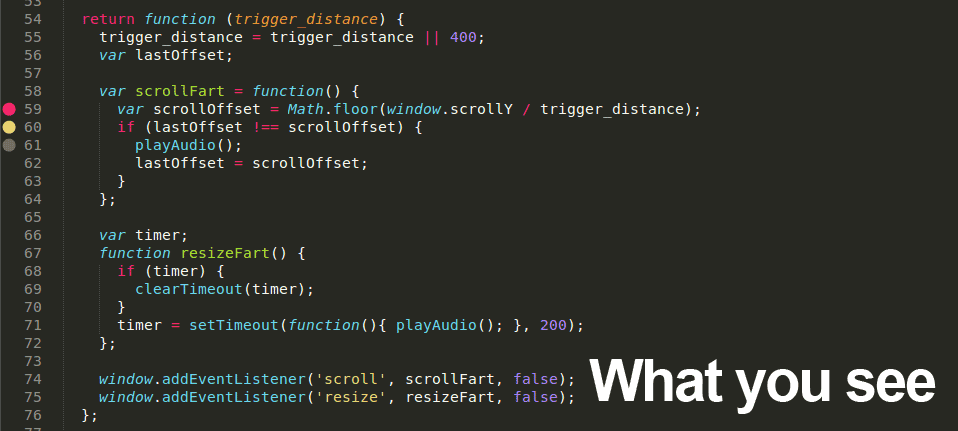 53
54 return function (trigger_distance) {
55 trigger_distance = trigger_distance || 400;
56 var lastOffset;
57
58 var scrollFart = function() {
59 var scrollOffset = Math.floor(window.scrollY / trigger_distance);
60 if (lastOffset !== scrollOffset) {
61 playAudio();
62 lastOffset = scrollOffset;
63 }
64 };
65
66 var timer;
67 function resizeFart() {
68 if (timer) {
69 clearTimeout(timer);
70 }
71 timer = setTimeout(function(){ playAudio(); }, 200);
72 };
73
74 window.addEventListener('scroll', scrollFart, false);
75 window.addEventListener('resize', resizeFart, false);
76 };
77
What you see